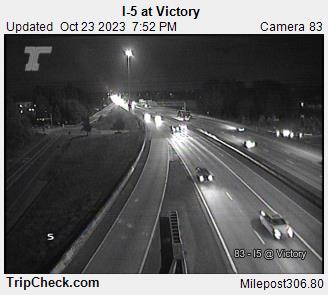 I-5 at Victory
Updated Oct 23 2023 7:52 PM Camera 83
T
S
83 - I5 @ Victory
TripCheck.com Milepost306.80